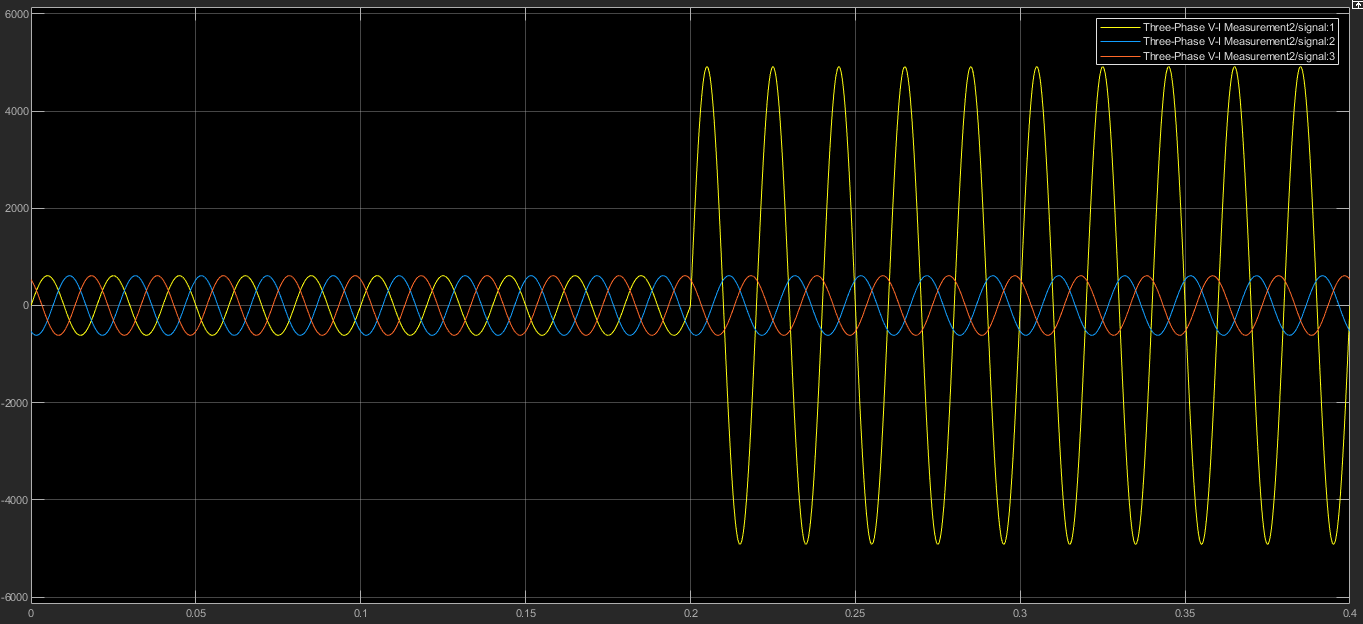 6000
Three-Phase V-I Measurement2/signal:1
Three-Phase V-I Measurement2/signal:2
Three-Phase V-I Measurement2/signal:3
4000
2000
0
-2000
-4000
-6000
0 0.05 0.1 0.15 0.2 0.25 0.3 0.35 0.4